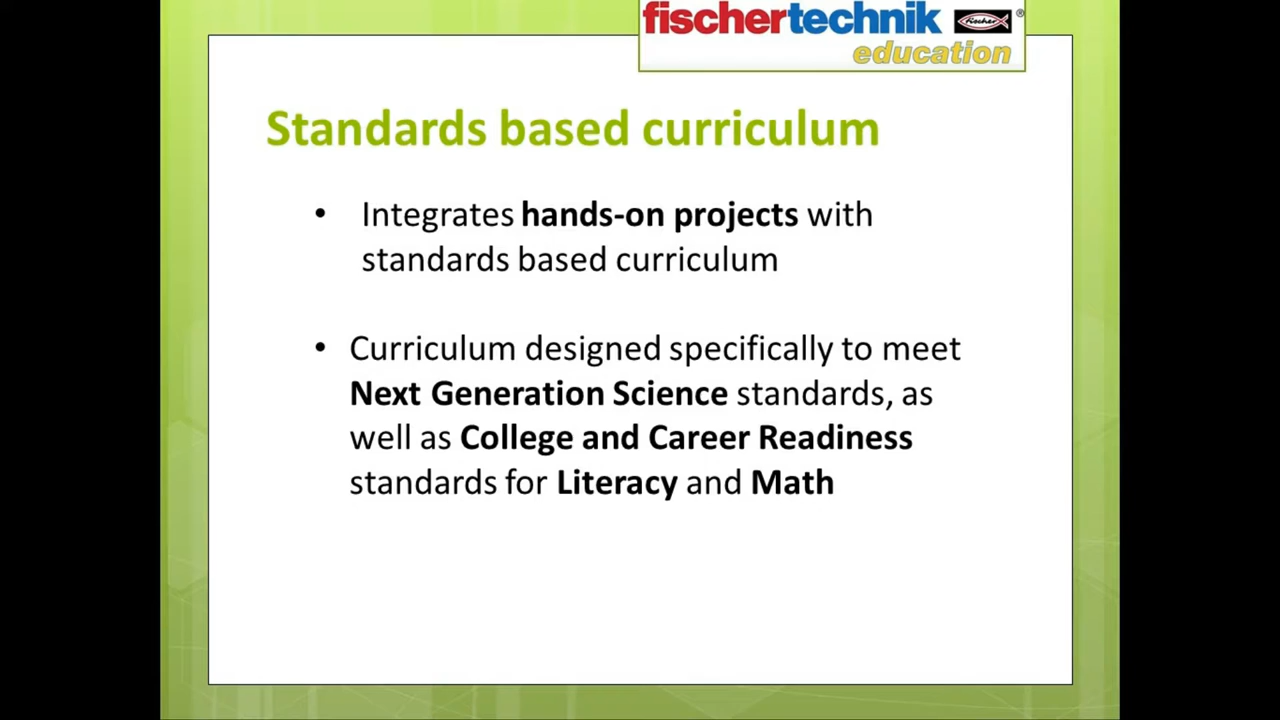 fischertechnik fischer ®
education
Standards based curriculum
• Integrates hands-on projects with
standards based curriculum
• Curriculum designed specifically to meet
Next Generation Science standards, as
well as College and Career Readiness
standards for Literacy and Math